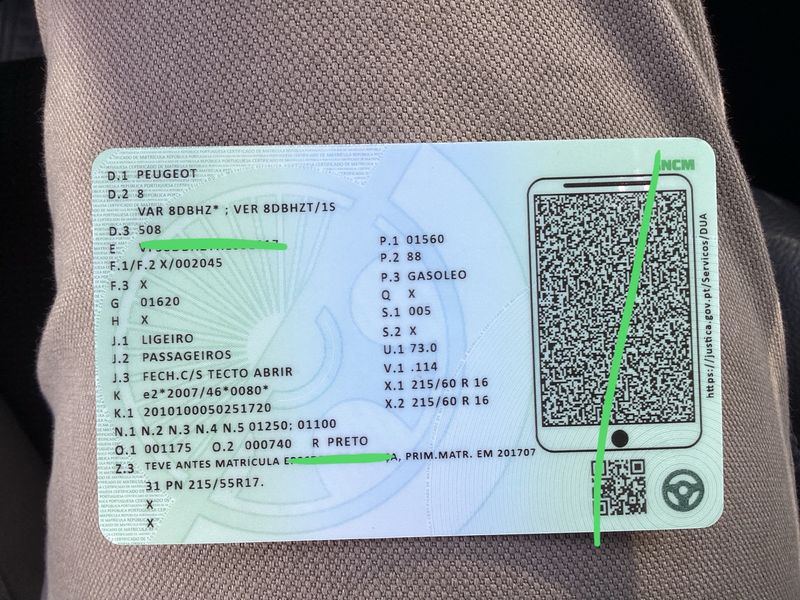 INCM
D.1 PEUGEOT
D.2 8
VAR 8DBHZ* ; VER 8DBHZT/1S
D.3 508
E
F.1/F.2 X/002045
F.3 X
G 01620
H X
J.1 LIGEIRO
J.2 PASSAGEIROS
J.3 FECH.C/S TECTO ABRIR
K e2*2007/46*0080*
K.1 2010100050251720
N.1 N.2 N.3 N.4 N.5 01250; 01100
O.1 001175 O.2 000740 R PRETO
Z.3 TEVE ANTES MATRÍCULA A, PRIM.MATR. EM 201707
31 PN 215/55R17.
X
X
P.1 01560
P.2 88
P.3 GASOLEO
Q X
S.1 005
S.2 X
U.1 73.0
V.1 .114
X.1 215/60 R 16
X.2 215/60 R 16
https://justica.gov.pt/Servicos/DUA